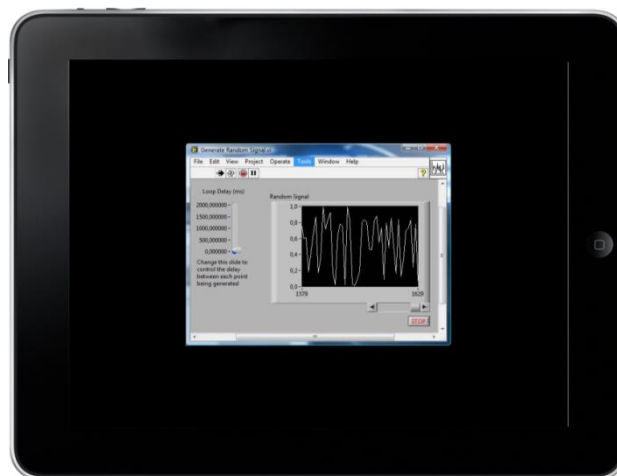 Generate Random Signal.vi
File Edit View Project Operate Tools Window Help
Loop Delay (ms)
2000,000000
1500,000000
1000,000000
500,000000
0,000000
Change this slide to
control the delay
between each point
being generated
Random Signal
1,0
0,8
0,6
0,4
0,2
0,0
1579
1629
STOP